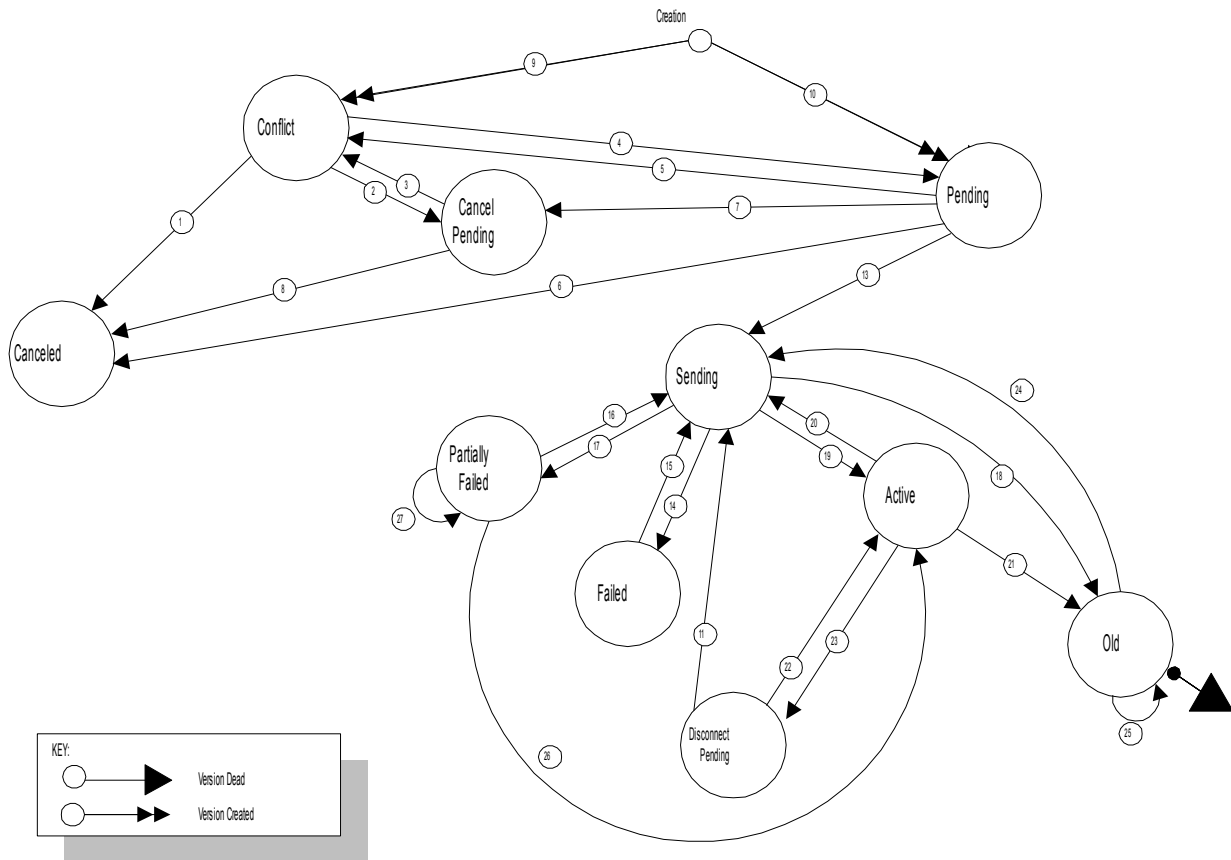 Creation
9
10
Conflict
4
5
3
2
Cancel
Pending
7
Pending
1
8
6
13
Canceled
Sending
24
16
17
20
19
Partially
Failed
15
14
18
Active
27
21
Failed
11
22
23
Old
25
Disconnect
Pending
26
KEY:
Version Dead
Version Created